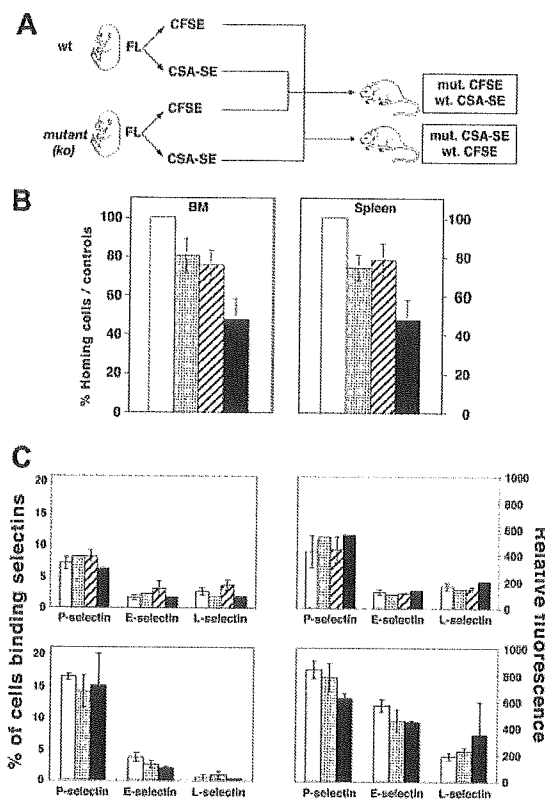 A
wt
FL
CFSE
CSA-SE
mutant
(ko)
FL
CFSE
CSA-SE
mut. CFSE
wt. CSA-SE
mut. CSA-SE
wt. CFSE
B
% Homing cells / controls
BM
Spleen
100
80
60
40
20
0
100
80
60
40
20
0
C
% of cells binding selectins
Relative fluorescence
20
15
10
5
0
P-selectin E-selectin L-selectin
1000
800
600
400
200
0
P-selectin E-selectin L-selectin
20
15
10
5
0
P-selectin E-selectin L-selectin
1000
800
600
400
200
0
P-selectin E-selectin L-selectin